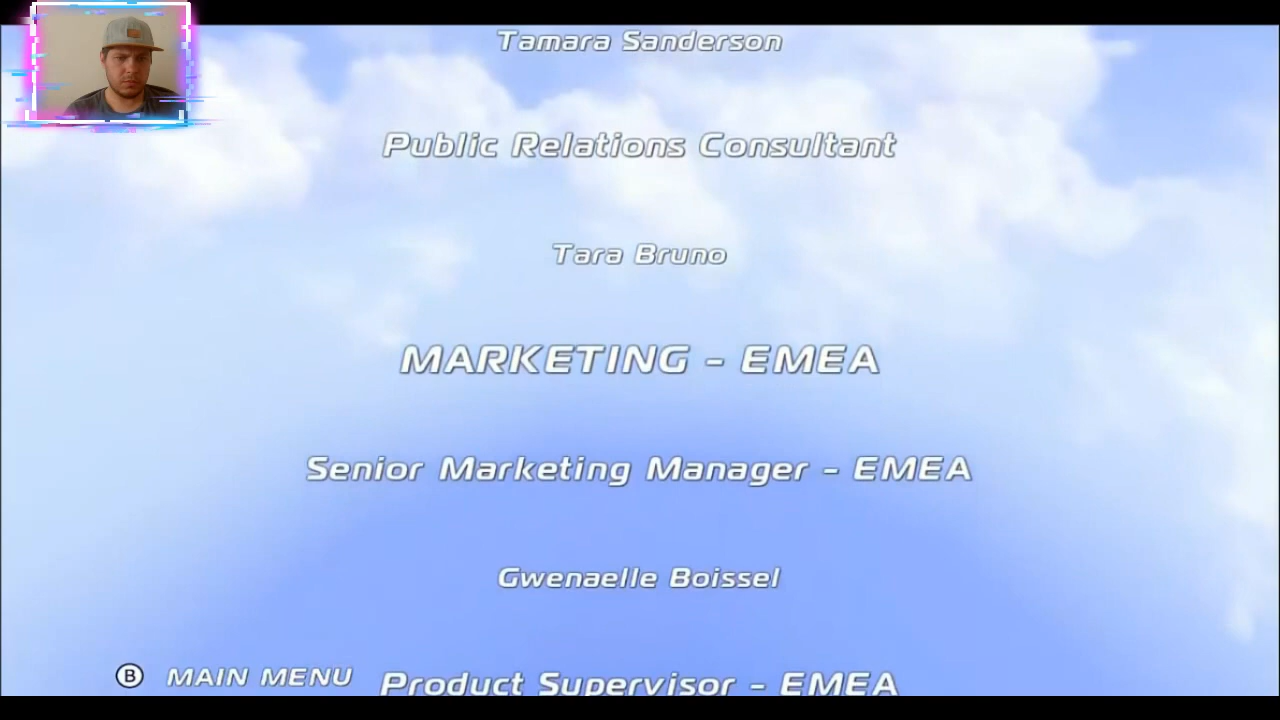 Tamara Sanderson
Public Relations Consultant
Tara Bruno
MARKETING - EMEA
Senior Marketing Manager - EMEA
Gwenaelle Boissel
B MAIN MENU
Product Supervisor - EMEA